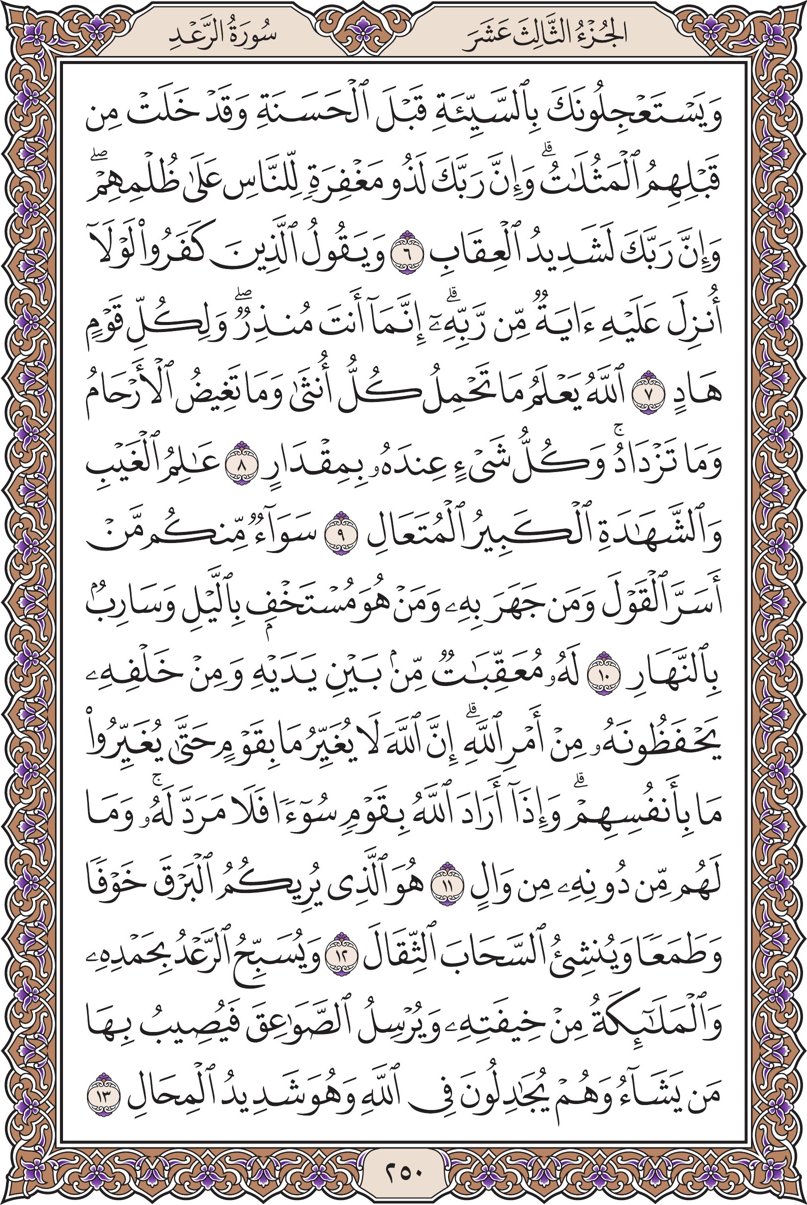 الجُزْءُ الثَّالِثَ عَشَرَ
سُورَةُ الرَّعْدِ
وَيَسْتَعْجِلُونَكَ بِٱلسَّيِّئَةِ قَبْلَ ٱلْحَسَنَةِ وَقَدْ خَلَتْ مِن
قَبْلِهِمُ ٱلْمَثُلَٰتُۗ وَإِنَّ رَبَّكَ لَذُو مَغْفِرَةٍ لِّلنَّاسِ عَلَىٰ ظُلْمِهِمْۖ
وَإِنَّ رَبَّكَ لَشَدِيدُ ٱلْعِقَابِ ٦ وَيَقُولُ ٱلَّذِينَ كَفَرُوا۟ لَوْلَآ
أُنزِلَ عَلَيْهِ ءَايَةٌ مِّن رَّبِّهِۦٓۗ إِنَّمَآ أَنتَ مُنذِرٌۖ وَلِكُلِّ قَوْمٍ
هَادٍ ٧ ٱللَّهُ يَعْلَمُ مَا تَحْمِلُ كُلُّ أُنثَىٰ وَمَا تَغِيضُ ٱلْأَرْحَامُ
وَمَا تَزْدَادُۚ وَكُلُّ شَىْءٍ عِندَهُۥ بِمِقْدَارٍ ٨ عَٰلِمُ ٱلْغَيْبِ
وَٱلشَّهَٰدَةِ ٱلْكَبِيرُ ٱلْمُتَعَالِ ٩ سَوَآءٌ مِّنكُم مَّنْ
أَسَرَّ ٱلْقَوْلَ وَمَن جَهَرَ بِهِۦ وَمَنْ هُوَ مُسْتَخْفٍۭ بِٱلَّيْلِ وَسَارِبٌۢ
بِٱلنَّهَارِ ١٠ لَهُۥ مُعَقِّبَٰتٌ مِّنۢ بَيْنِ يَدَيْهِ وَمِنْ خَلْفِهِۦ
يَحْفَظُونَهُۥ مِنْ أَمْرِ ٱللَّهِۗ إِنَّ ٱللَّهَ لَا يُغَيِّرُ مَا بِقَوْمٍ حَتَّىٰ يُغَيِّرُوا۟
مَا بِأَنفُسِهِمْۗ وَإِذَآ أَرَادَ ٱللَّهُ بِقَوْمٍ سُوٓءًا فَلَا مَرَدَّ لَهُۥۚ وَمَا
لَهُم مِّن دُونِهِۦ مِن وَالٍ ١١ هُوَ ٱلَّذِى يُرِيكُمُ ٱلْبَرْقَ خَوْفًا
وَطَمَعًا وَيُنشِئُ ٱلسَّحَابَ ٱلثِّقَالَ ١٢ وَيُسَبِّحُ ٱلرَّعْدُ بِحَمْدِهِۦ
وَٱلْمَلَٰٓئِكَةُ مِنْ خِيفَتِهِۦ وَيُرْسِلُ ٱلصَّوَٰعِقَ فَيُصِيبُ بِهَا
مَن يَشَآءُ وَهُمْ يُجَٰدِلُونَ فِى ٱللَّهِ وَهُوَ شَدِيدُ ٱلْمِحَالِ ١٣
٢٥٠